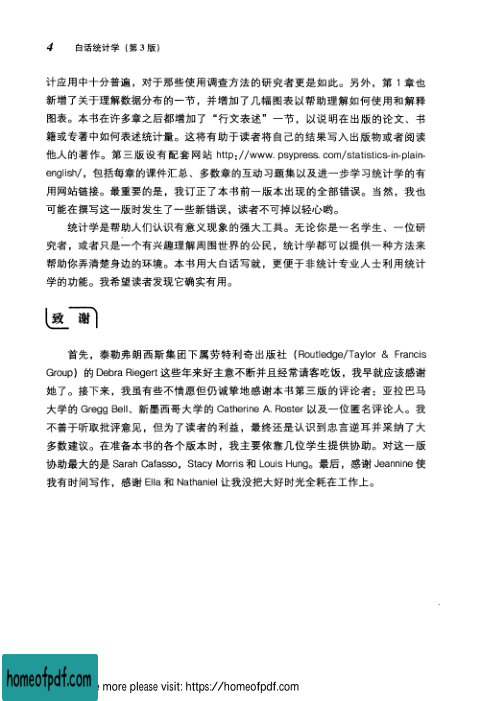 4 白话统计学（第 3 版）
计应用中十分普遍，对于那些使用调查方法的研究者更是如此。另外，第 1 章也
新增了关于理解数据分布的一节，并增加了几幅图表以帮助理解如何使用和解释
图表。本书在许多章之后都增加了“行文表述”一节，以说明在出版的论文、书
籍或专著中如何表述统计量。这将有助于读者将自己的结果写入出版物或者阅读
他人的著作。第三版设有配套网站 http://www. psypress. com/statistics-in-plain-
english/，包括每章的课件汇总、多数章的互动习题集以及进一步学习统计学的有
用网站链接。最重要的是，我订正了本书前一版本出现的全部错误。当然，我也
可能在撰写这一版时发生了一些新错误，读者不可掉以轻心哟。
统计学是帮助人们认识有意义现象的强大工具。无论你是一名学生、一位研
究者，或者只是一个有兴趣理解周围世界的公民，统计学都可以提供一种方法来
帮助你弄清楚身边的环境。本书用大白话写就，更便于非统计专业人士利用统计
学的功能。我希望读者发现它确实有用。
致 谢
首先，泰勒弗朗西斯集团下属劳特利奇出版社（Routledge/Taylor & Francis
Group）的 Debra Riegert 这些年来好主意不断并且经常请客吃饭，我早就应该感谢
她了。接下来，我虽有些不情愿但仍诚挚地感谢本书第三版的评论者：亚拉巴马
大学的 Gregg Bell、新墨西哥大学的 Catherine A. Roster 以及一位匿名评论人。我
不善于听取批评意见，但为了读者的利益，最终还是认识到忠言逆耳并采纳了大
多数建议。在准备本书的各个版本时，我主要依靠几位学生提供协助。对这一版
协助最大的是 Sarah Cafasso，Stacy Morris 和 Louis Hung。最后，感谢 Jeannine 使
我有时间写作，感谢 Ella 和 Nathaniel 让我没把大好时光全耗在工作上。
homeofpdf.com
more please visit: https://homeofpdf.com